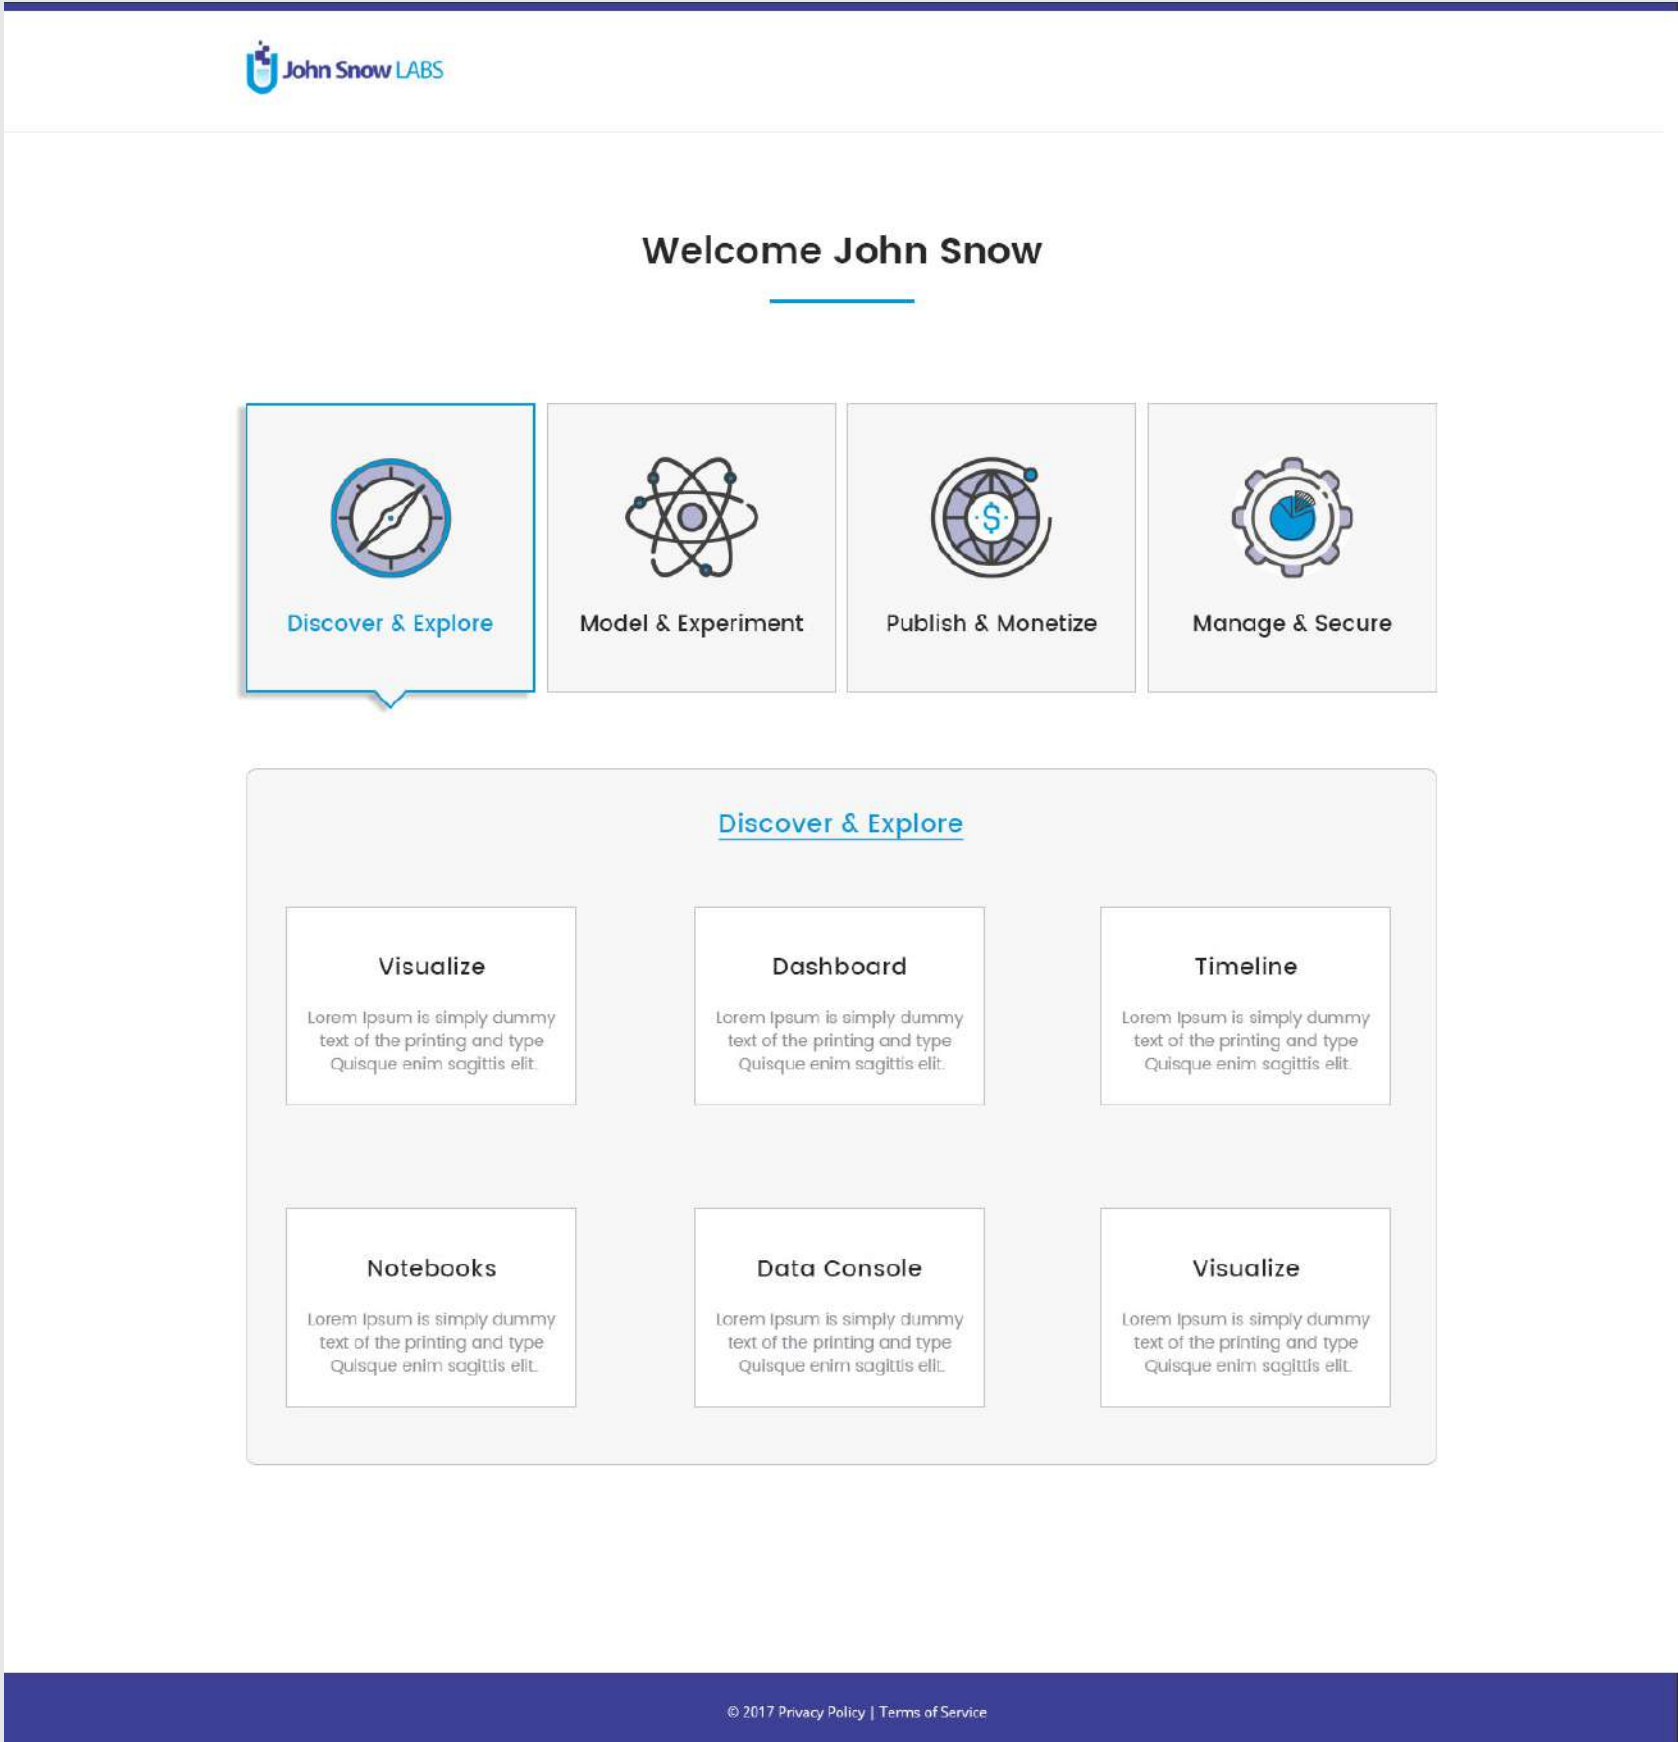 John Snow LABS
Welcome John Snow
$
Discover & Explore
Model & Experiment
Publish & Monetize
Manage & Secure
Discover & Explore
Visualize
Lorem Ipsum is simply dummy
text of the printing and type
Quisque enim sagittis elit.
Dashboard
Lorem Ipsum is simply dummy
text of the printing and type
Quisque enim sagittis elit.
Timeline
Lorem Ipsum is simply dummy
text of the printing and type
Quisque enim sagittis elit.
Notebooks
Lorem Ipsum is simply dummy
text of the printing and type
Quisque enim sagittis elit.
Data Console
Lorem Ipsum is simply dummy
text of the printing and type
Quisque enim sagittis elit.
Visualize
Lorem Ipsum is simply dummy
text of the printing and type
Quisque enim sagittis elit.
© 2017 Privacy Policy | Terms of Service